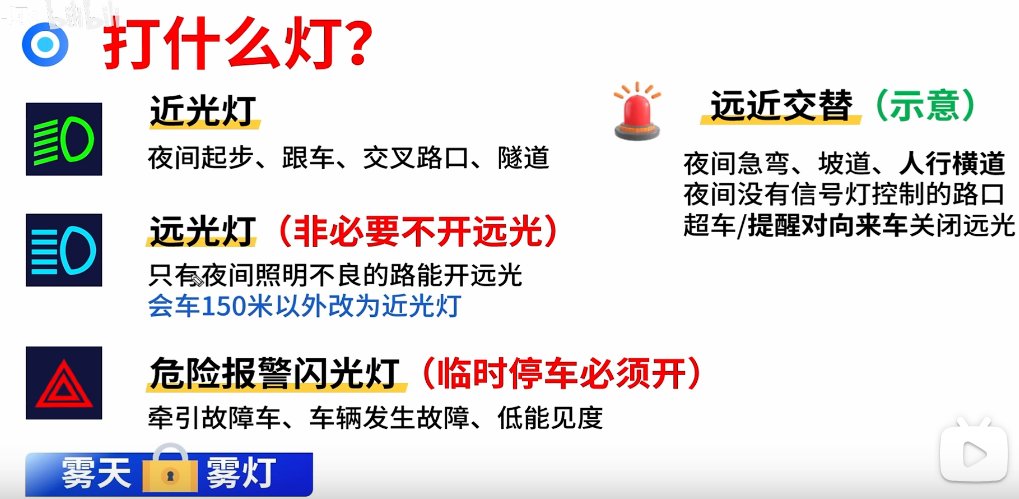 bilibili
打什么灯？
近光灯
夜间起步、跟车、交叉路口、隧道
远光灯（非必要不开远光）
只有夜间照明不良的路能开远光
会车150米以外改为近光灯
危险报警闪光灯（临时停车必须开）
牵引故障车、车辆发生故障、低能见度
雾天 雾灯
远近交替（示意）
夜间急弯、坡道、人行横道
夜间没有信号灯控制的路口
超车/提醒对向来车关闭远光